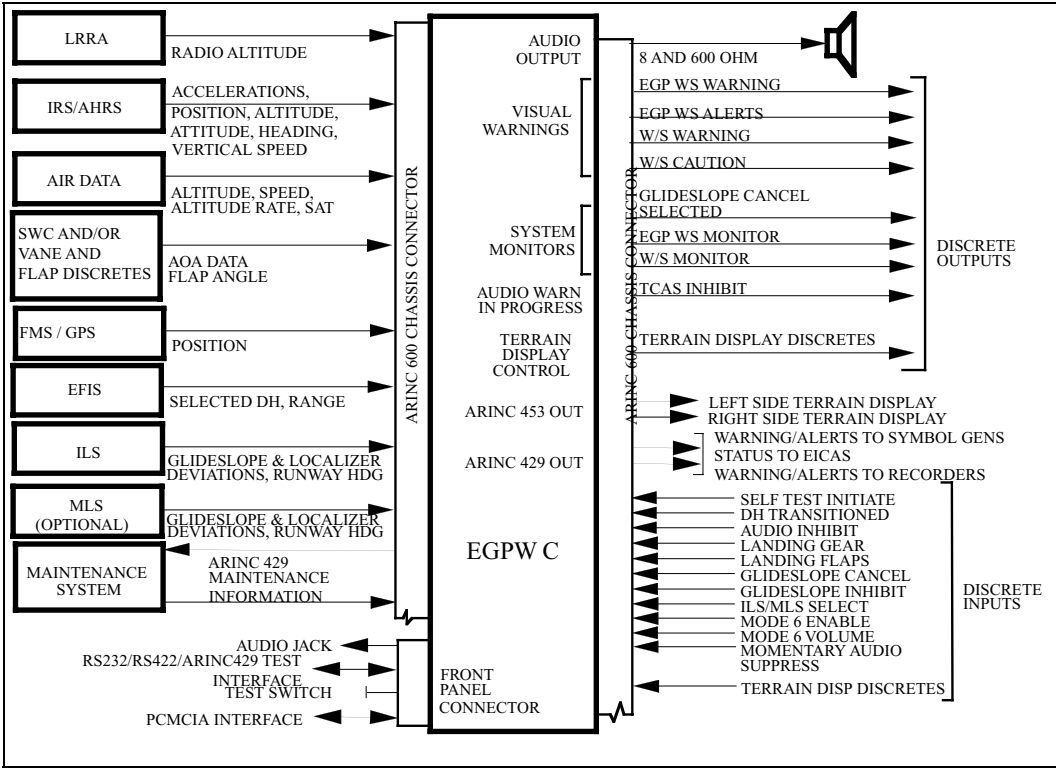 LRRA
RADIO ALTITUDE
IRS/AHRS
ACCELERATIONS,
POSITION, ALTITUDE,
ATTITUDE, HEADING,
VERTICAL SPEED
AIR DATA
ALTITUDE, SPEED,
ALTITUDE RATE, SAT
SWC AND/OR
VANE AND
FLAP DISCRETES
AOA DATA
FLAP ANGLE
FMS / GPS
POSITION
EFIS
SELECTED DH, RANGE
ILS
GLIDESLOPE & LOCALIZER
DEVIATIONS, RUNWAY HDG
MLS
(OPTIONAL)
GLIDESLOPE & LOCALIZER
DEVIATIONS, RUNWAY HDG
MAINTENANCE
SYSTEM
ARINC 429
MAINTENANCE
INFORMATION
ARINC 600 CHASSIS CONNECTOR
AUDIO JACK
RS232/RS422/ARINC429 TEST
INTERFACE
TEST SWITCH
PCMCIA INTERFACE
AUDIO
OUTPUT
VISUAL
WARNINGS
SYSTEM
MONITORS
AUDIO WARN
IN PROGRESS
TERRAIN
DISPLAY
CONTROL
ARINC 453 OUT
ARINC 429 OUT
EGPW C
FRONT
PANEL
CONNECTOR
ARINC 600 CHASSIS CONNECTOR
8 AND 600 OHM
EGP WS WARNING
EGP WS ALERTS
W/S WARNING
W/S CAUTION
GLIDESLOPE CANCEL
SELECTED
EGP WS MONITOR
W/S MONITOR
TCAS INHIBIT
TERRAIN DISPLAY DISCRETES
DISCRETE
OUTPUTS
LEFT SIDE TERRAIN DISPLAY
RIGHT SIDE TERRAIN DISPLAY
WARNING/ALERTS TO SYMBOL GENS
STATUS TO EICAS
WARNING/ALERTS TO RECORDERS
SELF TEST INITIATE
DH TRANSITIONED
AUDIO INHIBIT
LANDING GEAR
LANDING FLAPS
GLIDESLOPE CANCEL
GLIDESLOPE INHIBIT
ILS/MLS SELECT
MODE 6 ENABLE
MODE 6 VOLUME
MOMENTARY AUDIO
SUPPRESS
TERRAIN DISP DISCRETES
DISCRETE
INPUTS